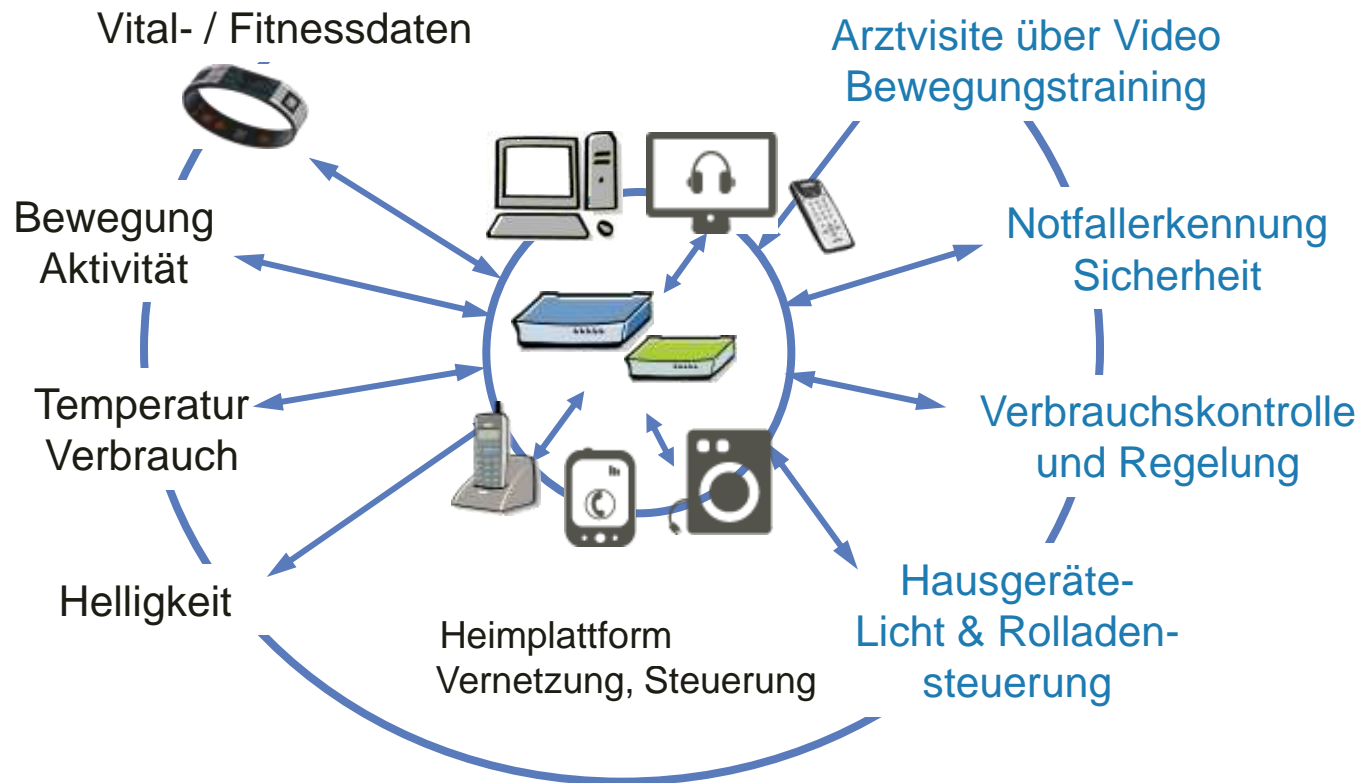 Vital- / Fitnessdaten
Arztvisite über Video
Bewegungstraining
Bewegung
Aktivität
Notfallerkennung
Sicherheit
Temperatur
Verbrauch
Verbrauchskontrolle
und Regelung
Helligkeit
Hausgeräte-
Licht & Rolladen-
steuerung
Heimplattform
Vernetzung, Steuerung